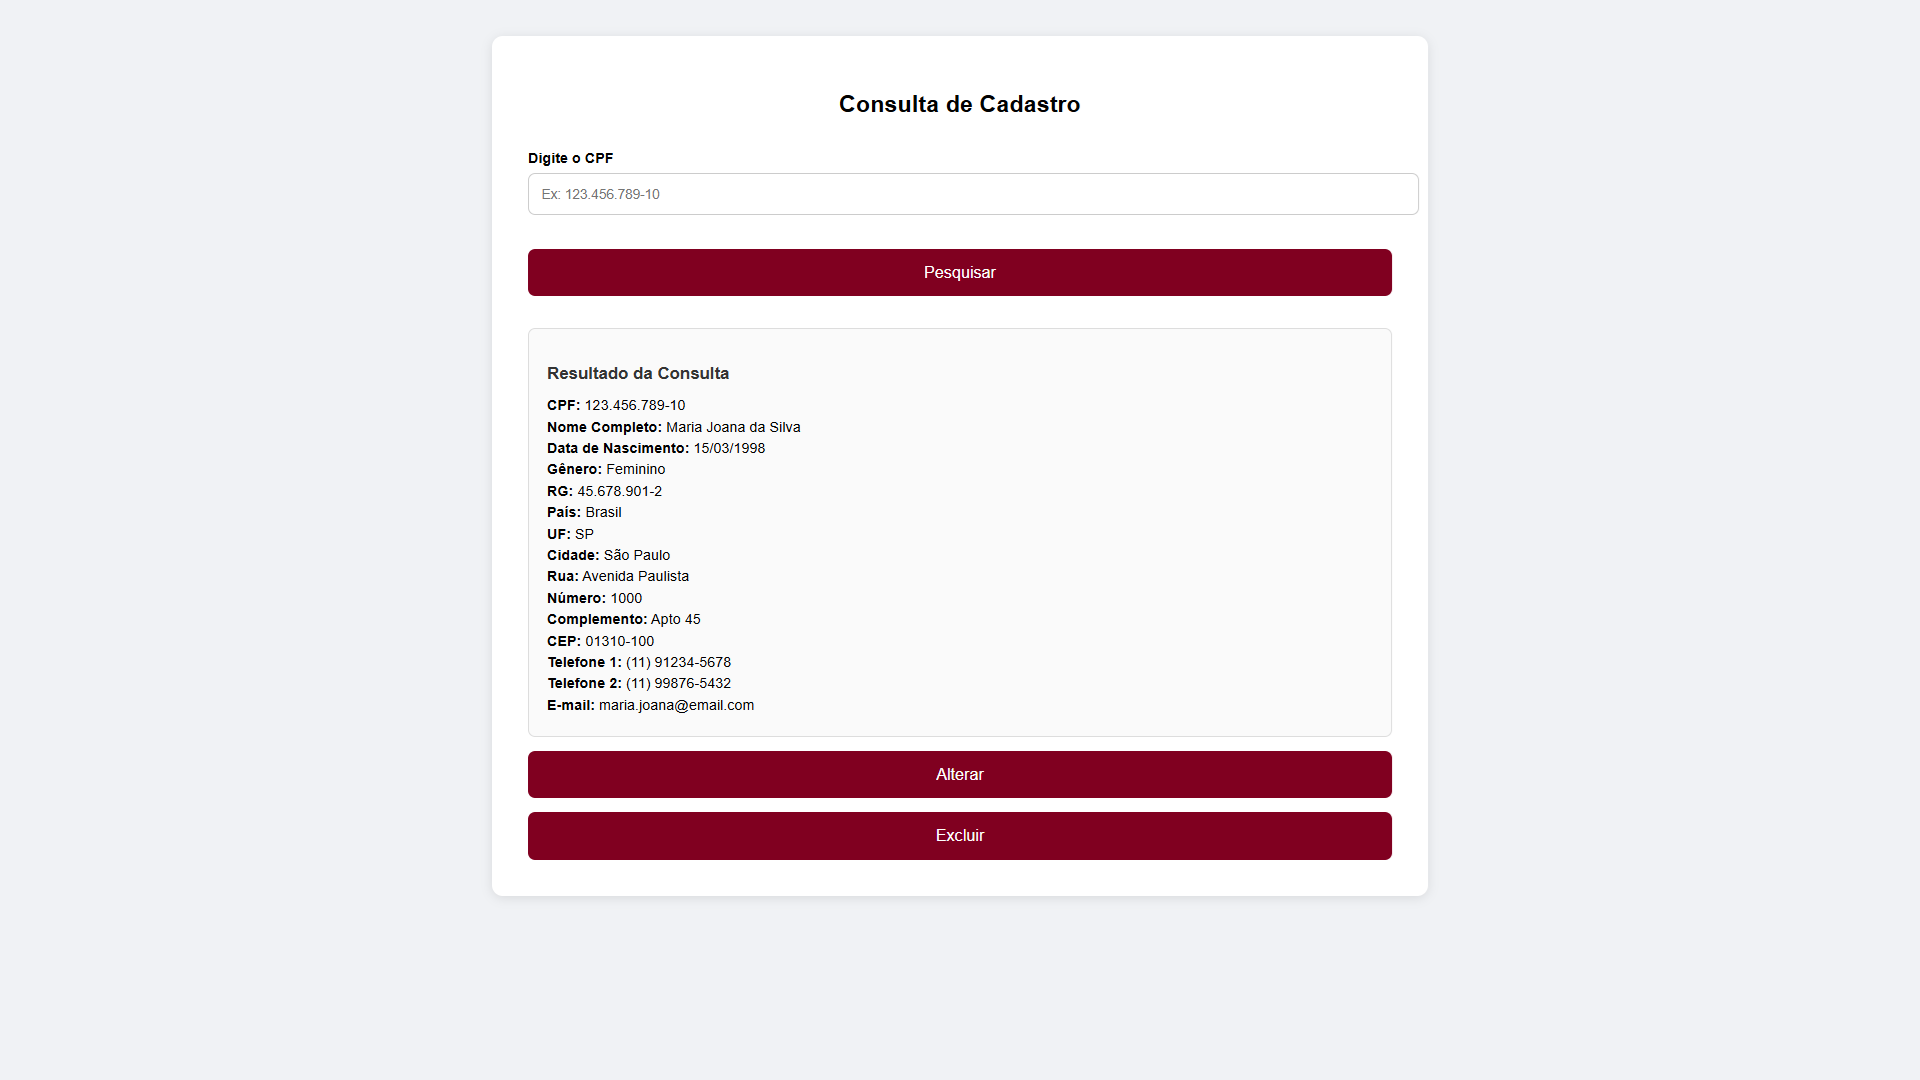 Consulta de Cadastro
Digite o CPF
Ex: 123.456.789-10
Pesquisar
Resultado da Consulta
CPF: 123.456.789-10
Nome Completo: Maria Joana da Silva
Data de Nascimento: 15/03/1998
Gênero: Feminino
RG: 45.678.901-2
País: Brasil
UF: SP
Cidade: São Paulo
Rua: Avenida Paulista
Número: 1000
Complemento: Apto 45
CEP: 01310-100
Telefone 1: (11) 91234-5678
Telefone 2: (11) 99876-5432
E-mail: maria.joana@email.com
Alterar
Excluir